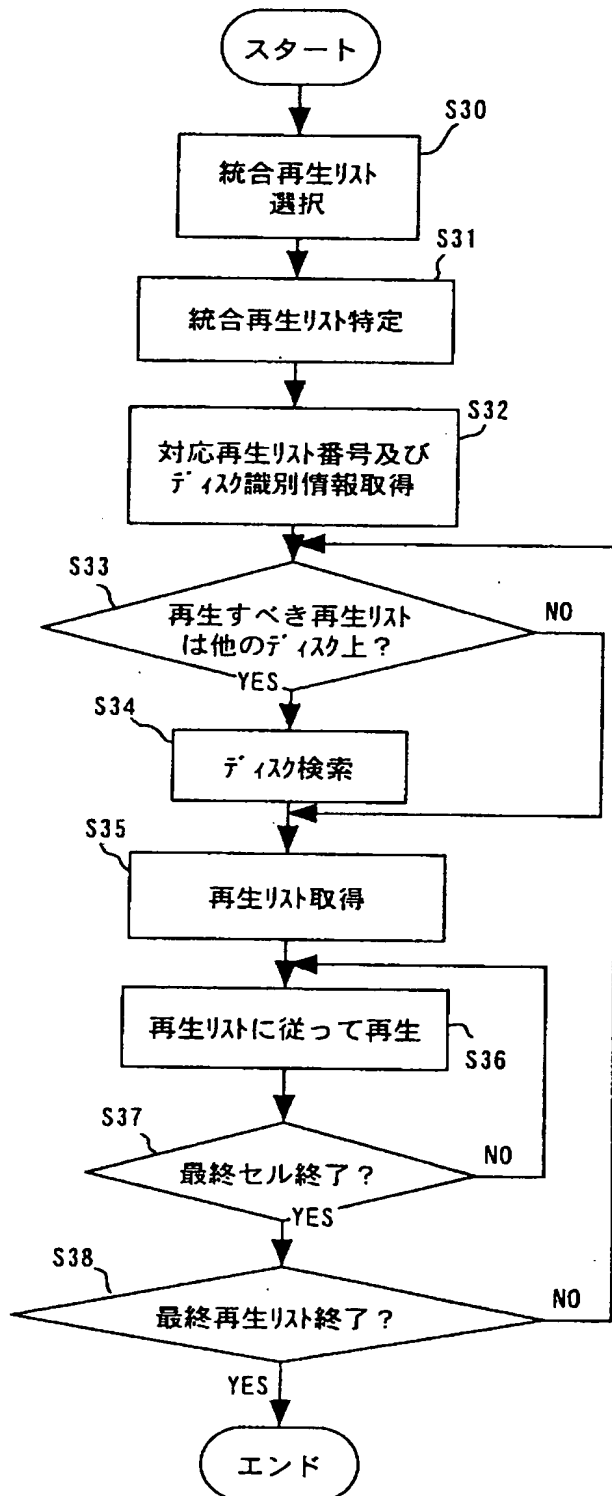 スタート
S30
統合再生リスト
選択
S31
統合再生リスト特定
S32
対応再生リスト番号及び
ディスク識別情報取得
S33
再生すべき再生リスト
は他のディスク上？
NO
YES
S34
ディスク検索
S35
再生リスト取得
再生リストに従って再生
S36
S37
最終セル終了？
NO
YES
S38
最終再生リスト終了？
NO
YES
エンド